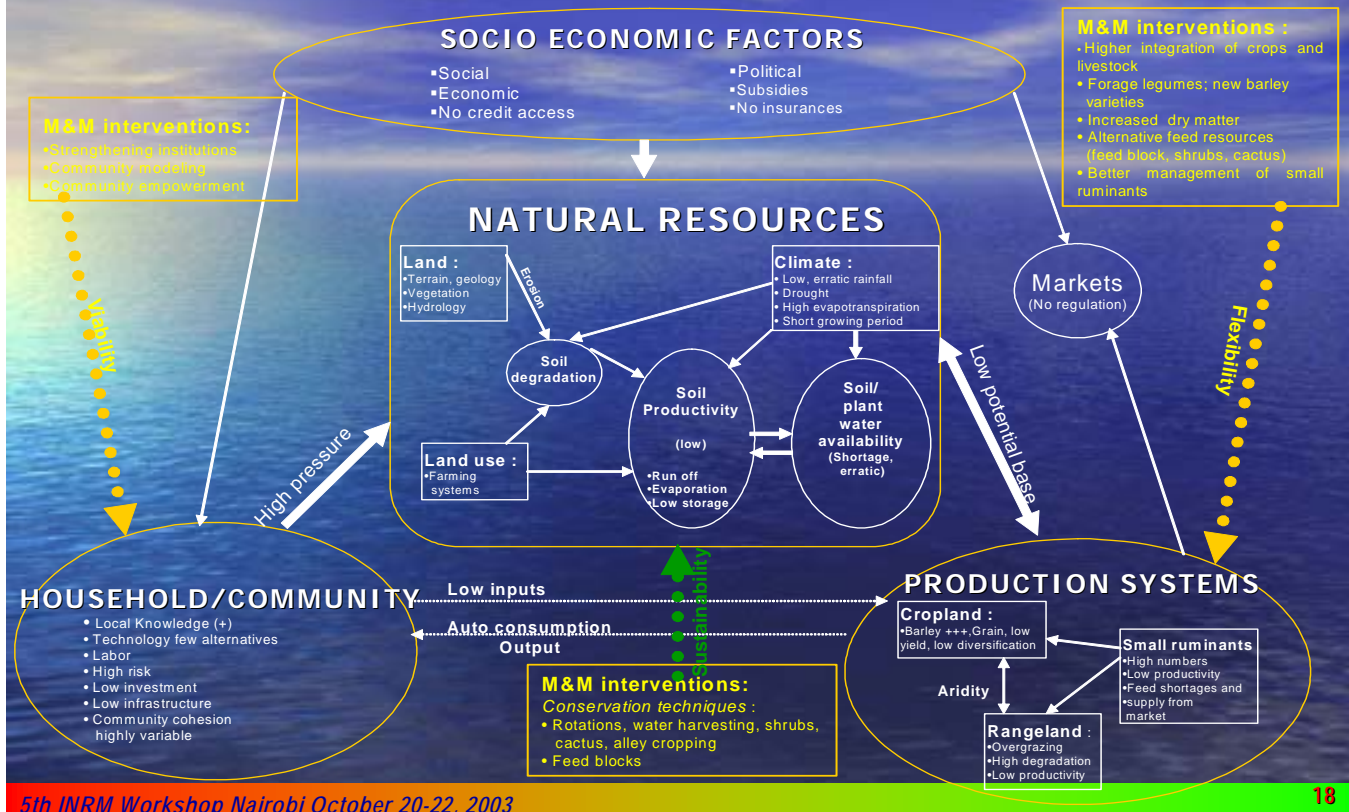 SOCIO ECONOMIC FACTORS
▪Social
▪Economic
▪No credit access
▪Political
▪Subsidies
▪No insurances
M&M interventions:
•Strengthening institutions
•Community modeling
•Community empowerment
M&M interventions :
• Higher integration of crops and
livestock
• Forage legumes; new barley
varieties
• Increased dry matter
• Alternative feed resources
(feed block, shrubs, cactus)
• Better management of small
ruminants
NATURAL RESOURCES
Land :
•Terrain, geology
•Vegetation
•Hydrology
Erosion
Climate :
• Low, erratic rainfall
• Drought
• High evapotranspiration
• Short growing period
Markets
(No regulation)
Soil
degradation
Soil
Productivity
(low)
•Run off
•Evaporation
•Low storage
Soil/
plant
water
availability
(Shortage,
erratic)
Land use :
•Farming
systems
Viability
High pressure
Low potential base
Flexibility
HOUSEHOLD/COMMUNITY
• Local Knowledge (+)
• Technology few alternatives
• Labor
• High risk
• Low investment
• Low infrastructure
• Community cohesion
highly variable
Low inputs
Auto consumption
Output
Sustainability
M&M interventions:
Conservation techniques :
• Rotations, water harvesting, shrubs,
cactus, alley cropping
• Feed blocks
PRODUCTION SYSTEMS
Cropland :
•Barley +++,Grain, low
yield, low diversification
Aridity
Small ruminants
•High numbers
•Low productivity
•Feed shortages and
•supply from
market
Rangeland :
•Overgrazing
•High degradation
•Low productivity
5th INRM Workshop Nairobi October 20-22, 2003
18